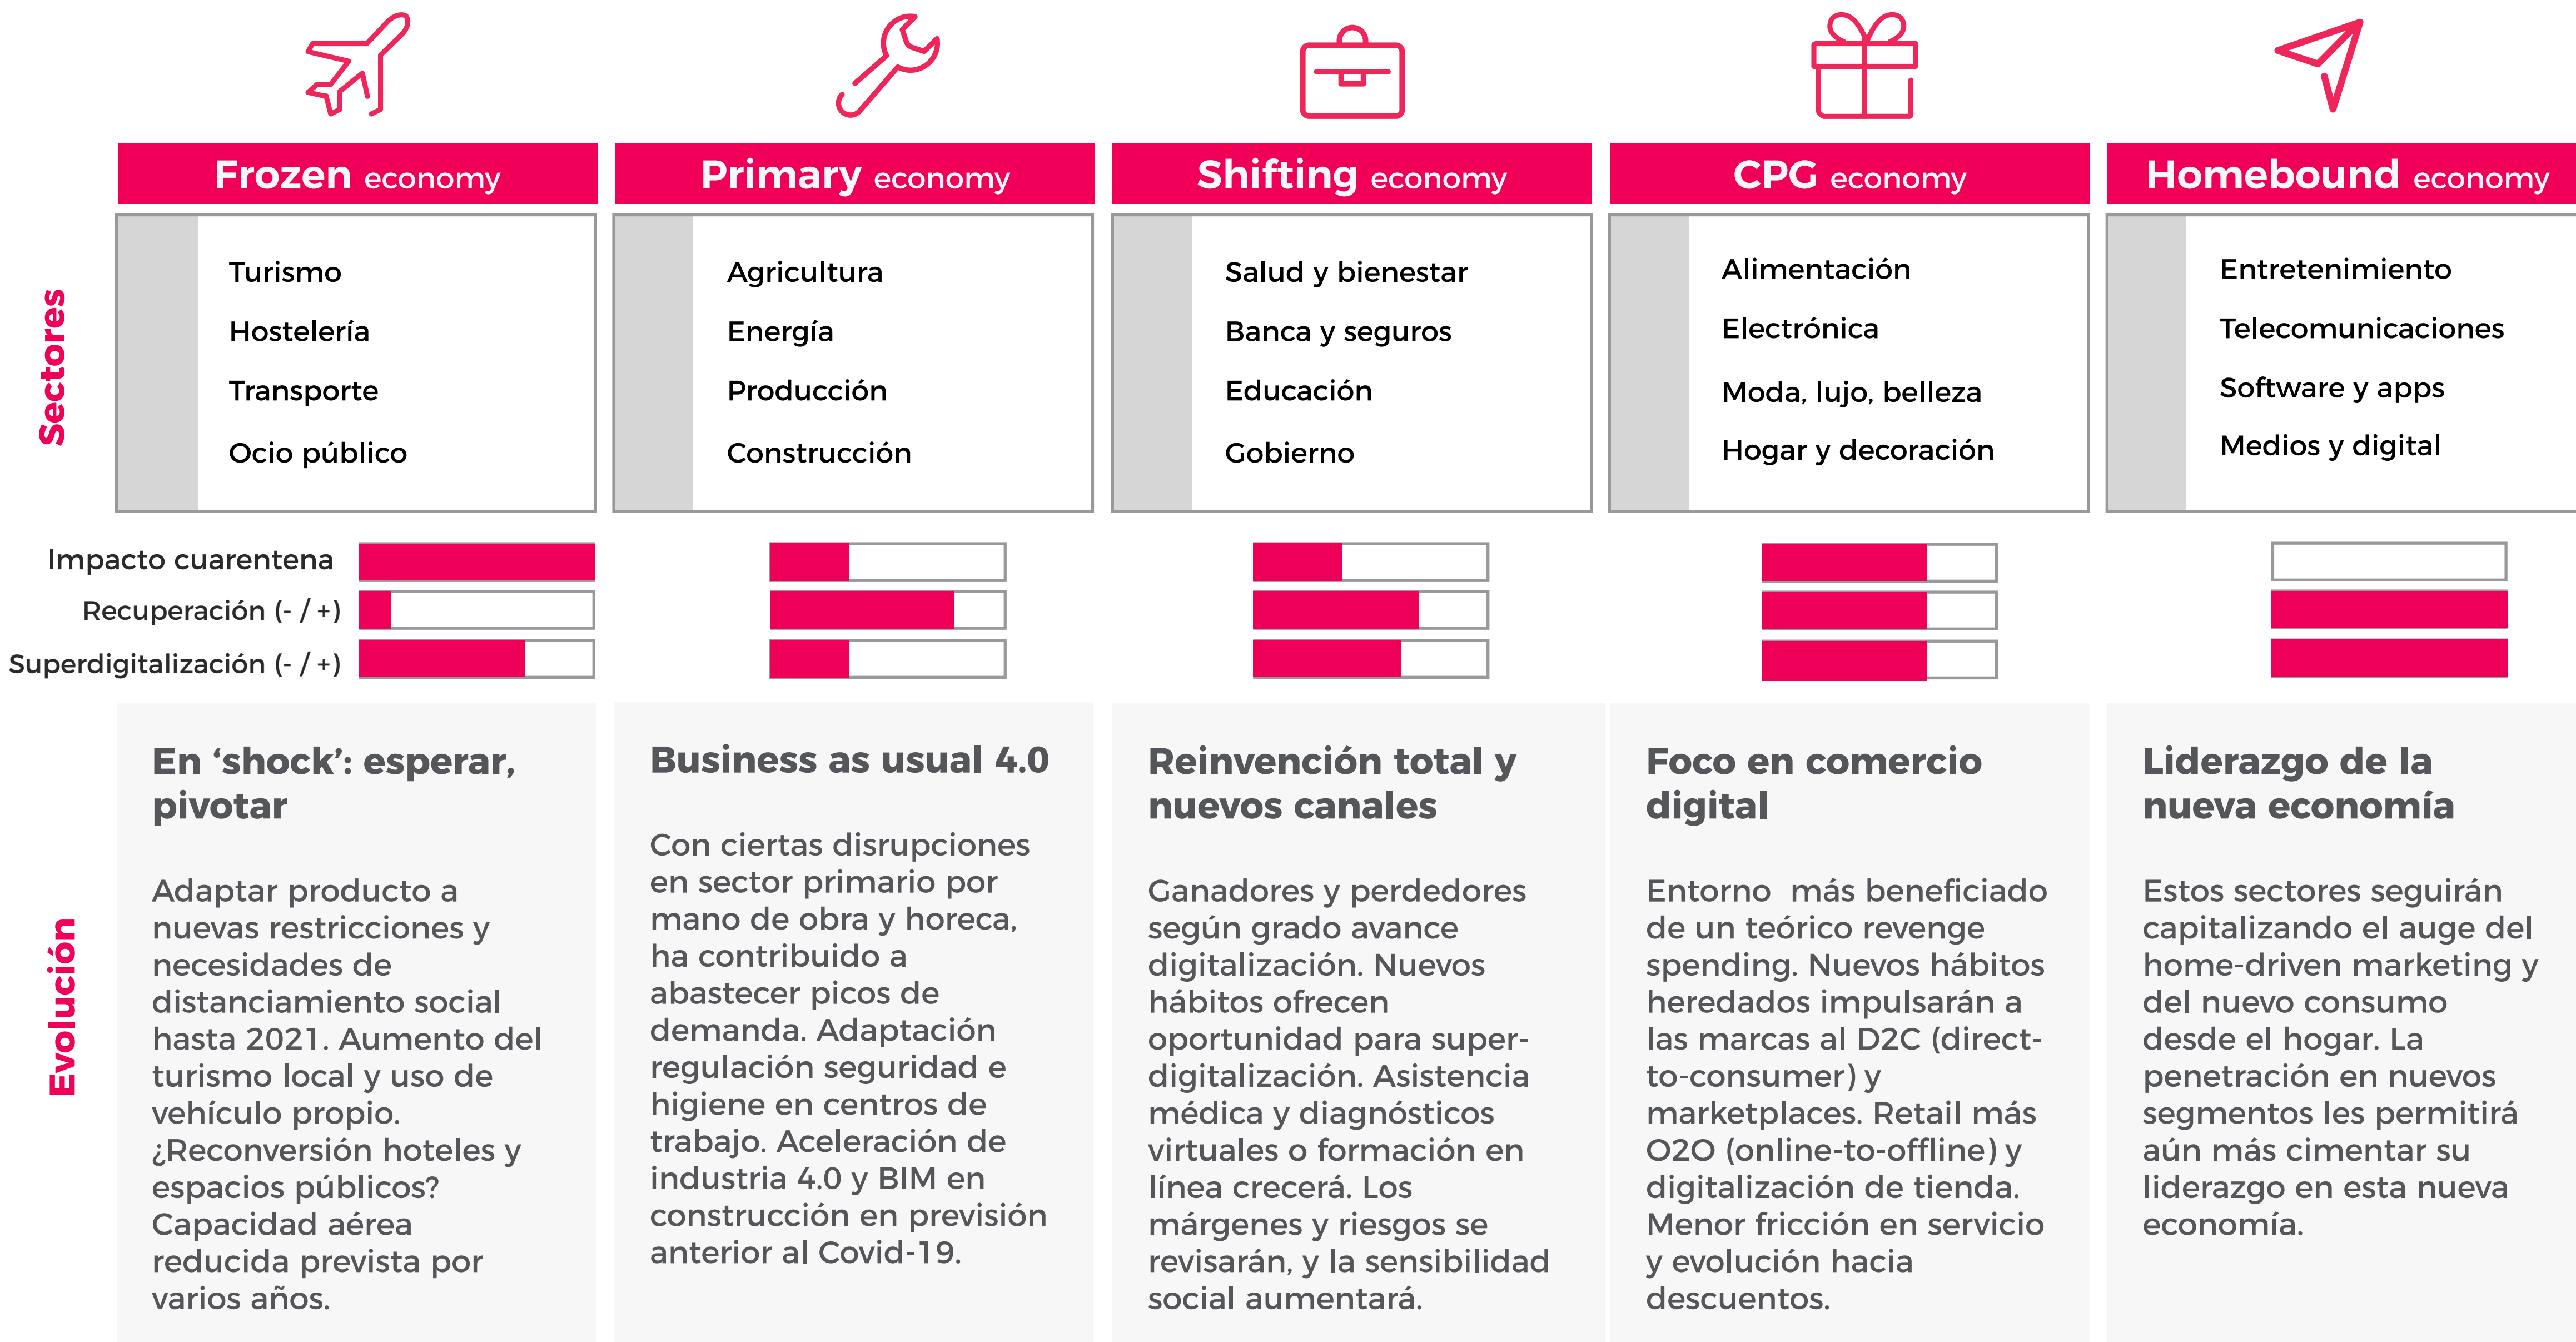 Frozen economy
Primary economy
Shifting economy
CPG economy
Homebound economy
Sectores
Turismo
Hostelería
Transporte
Ocio público
Agricultura
Energía
Producción
Construcción
Salud y bienestar
Banca y seguros
Educación
Gobierno
Alimentación
Electrónica
Moda, lujo, belleza
Hogar y decoración
Entretenimiento
Telecomunicaciones
Software y apps
Medios y digital
Impacto cuarentena
Recuperación (- / +)
Superdigitalización (- / +)
Evolución
En ‘shock’: esperar,
pivotar
Adaptar producto a
nuevas restricciones y
necesidades de
distanciamiento social
hasta 2021. Aumento del
turismo local y uso de
vehículo propio.
¿Reconversión hoteles y
espacios públicos?
Capacidad aérea
reducida prevista por
varios años.
Business as usual 4.0
Con ciertas disrupciones
en sector primario por
mano de obra y horeca,
ha contribuido a
abastecer picos de
demanda. Adaptación
regulación seguridad e
higiene en centros de
trabajo. Aceleración de
industria 4.0 y BIM en
construcción en previsión
anterior al Covid-19.
Reinvención total y
nuevos canales
Ganadores y perdedores
según grado avance
digitalización. Nuevos
hábitos ofrecen
oportunidad para super-
digitalización. Asistencia
médica y diagnósticos
virtuales o formación en
línea crecerá. Los
márgenes y riesgos se
revisarán, y la sensibilidad
social aumentará.
Foco en comercio
digital
Entorno más beneficiado
de un teórico revenge
spending. Nuevos hábitos
heredados impulsarán a
las marcas al D2C (direct-
to-consumer) y
marketplaces. Retail más
O2O (online-to-offline) y
digitalización de tienda.
Menor fricción en servicio
y evolución hacia
descuentos.
Liderazgo de la
nueva economía
Estos sectores seguirán
capitalizando el auge del
home-driven marketing y
del nuevo consumo
desde el hogar. La
penetración en nuevos
segmentos les permitirá
aún más cimentar su
liderazgo en esta nueva
economía.